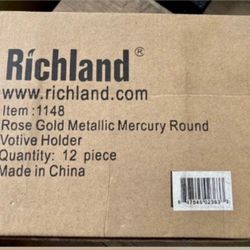 Richland®
www.richland.com
Item:1148
Rose Gold Metallic Mercury Round
Votive Holder
Quantity: 12 piece
Made in China